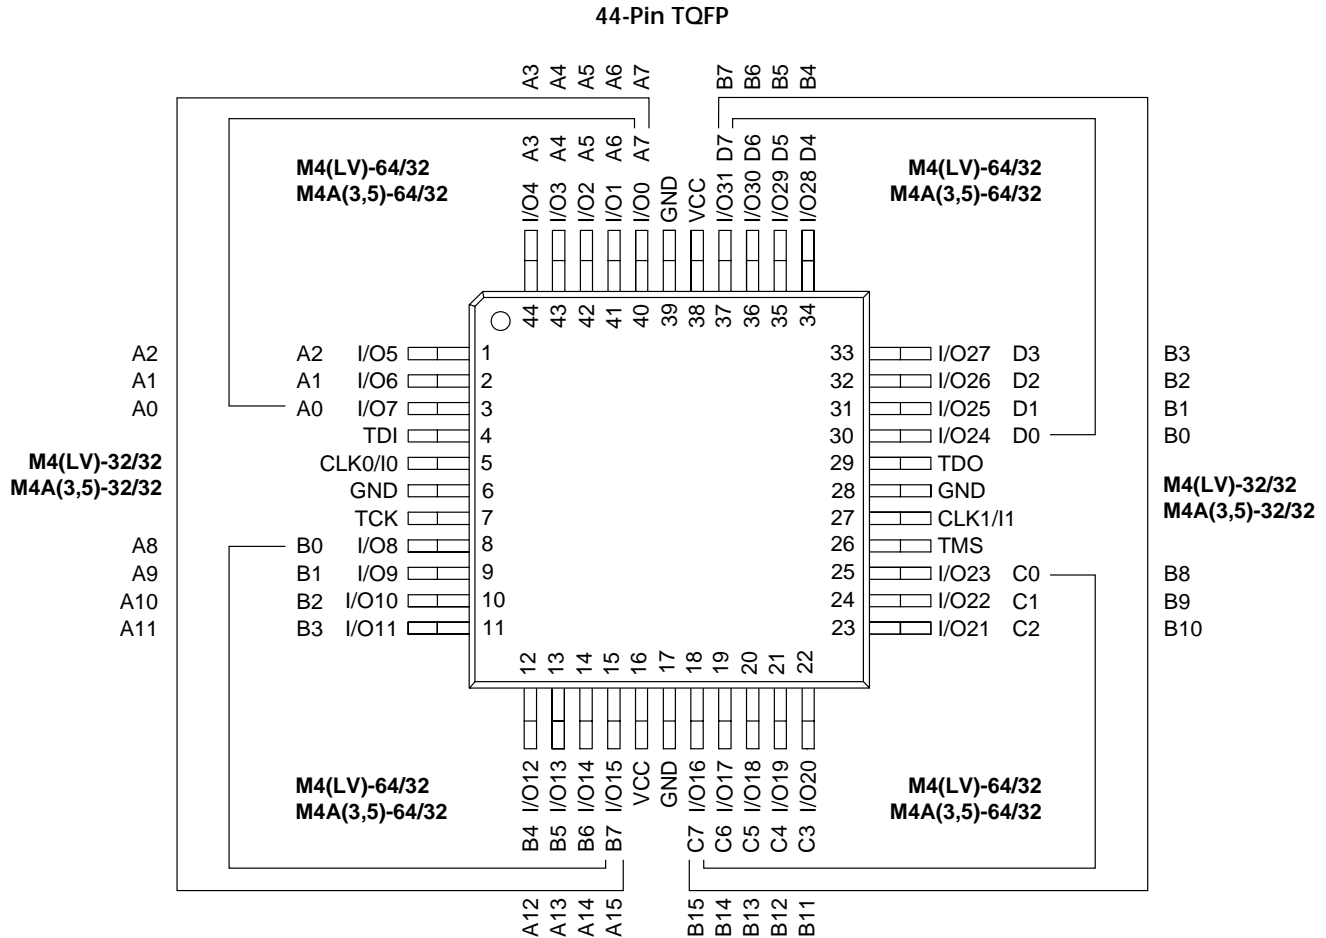 44-Pin TQFP
A3 A4 A5 A6 A7 B7 B6 B5 B4
A3 A4 A5 A6 A7 D7 D6 D5 D4
M4(LV)-64/32 M4(LV)-64/32
M4A(3,5)-64/32 M4A(3,5)-64/32
I/O4 I/O3 I/O2 I/O1 I/O0 GND VCC I/O31 I/O30 I/O29 I/O28
44 43 42 41 40 39 38 37 36 35 34
A2 A2 I/O5 1 33 I/O27 D3 B3
A1 A1 I/O6 2 32 I/O26 D2 B2
A0 A0 I/O7 3 31 I/O25 D1 B1
TDI 4 30 I/O24 D0 B0
M4(LV)-32/32
M4A(3,5)-32/32
CLK0/I0 5 29 TDO
GND 6 28 GND
M4(LV)-32/32
M4A(3,5)-32/32
TCK 7 27 CLK1/I1
A8 B0 I/O8 8 26 TMS
A9 B1 I/O9 9 25 I/O23 C0 B8
A10 B2 I/O10 10 24 I/O22 C1 B9
A11 B3 I/O11 11 23 I/O21 C2 B10
12 13 14 15 16 17 18 19 20 21 22
I/O12 I/O13 I/O14 I/O15 VCC GND I/O16 I/O17 I/O18 I/O19 I/O20
M4(LV)-64/32 M4(LV)-64/32
M4A(3,5)-64/32 M4A(3,5)-64/32
B4 B5 B6 B7 C7 C6 C5 C4 C3
A12 A13 A14 A15 B15 B14 B13 B12 B11